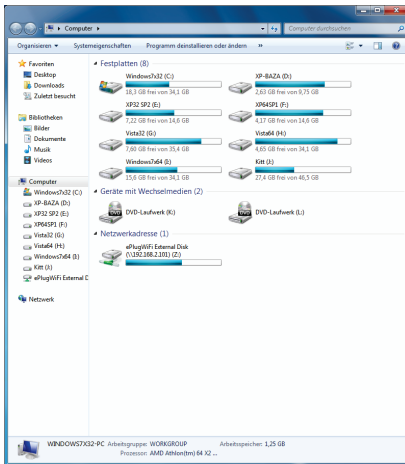 Computer
Computer durchsuchen
Organisieren
Systemeigenschaften
Programm deinstallieren oder ändern
»
Favoriten
Desktop
Downloads
Zuletzt besucht
Bibliotheken
Bilder
Dokumente
Musik
Videos
Computer
Windows7x32 (C:)
XP-BAZA (D:)
XP32 SP2 (E:)
XP64SP1 (F:)
Vista32 (G:)
Vista64 (H:)
Windows7x64 (I:)
Kitt (J:)
ePlugWiFi External D
Netzwerk
Festplatten (8)
Windows7x32 (C:)
18,3 GB frei von 34,1 GB
XP-BAZA (D:)
2,63 GB frei von 9,75 GB
XP32 SP2 (E:)
7,22 GB frei von 14,6 GB
XP64SP1 (F:)
4,17 GB frei von 14,6 GB
Vista32 (G:)
7,60 GB frei von 35,4 GB
Vista64 (H:)
4,65 GB frei von 34,1 GB
Windows7x64 (I:)
15,6 GB frei von 34,1 GB
Kitt (J:)
27,4 GB frei von 46,5 GB
Geräte mit Wechselmedien (2)
DVD
DVD-Laufwerk (K:)
DVD
DVD-Laufwerk (L:)
Netzwerkadresse (1)
ePlugWiFi External Disk
(\\192.168.2.101) (Z:)
WINDOWS7X32-PC Arbeitsgruppe: WORKGROUP Arbeitsspeicher: 1,25 GB
Prozessor: AMD Athlon(tm) 64 X2 ...